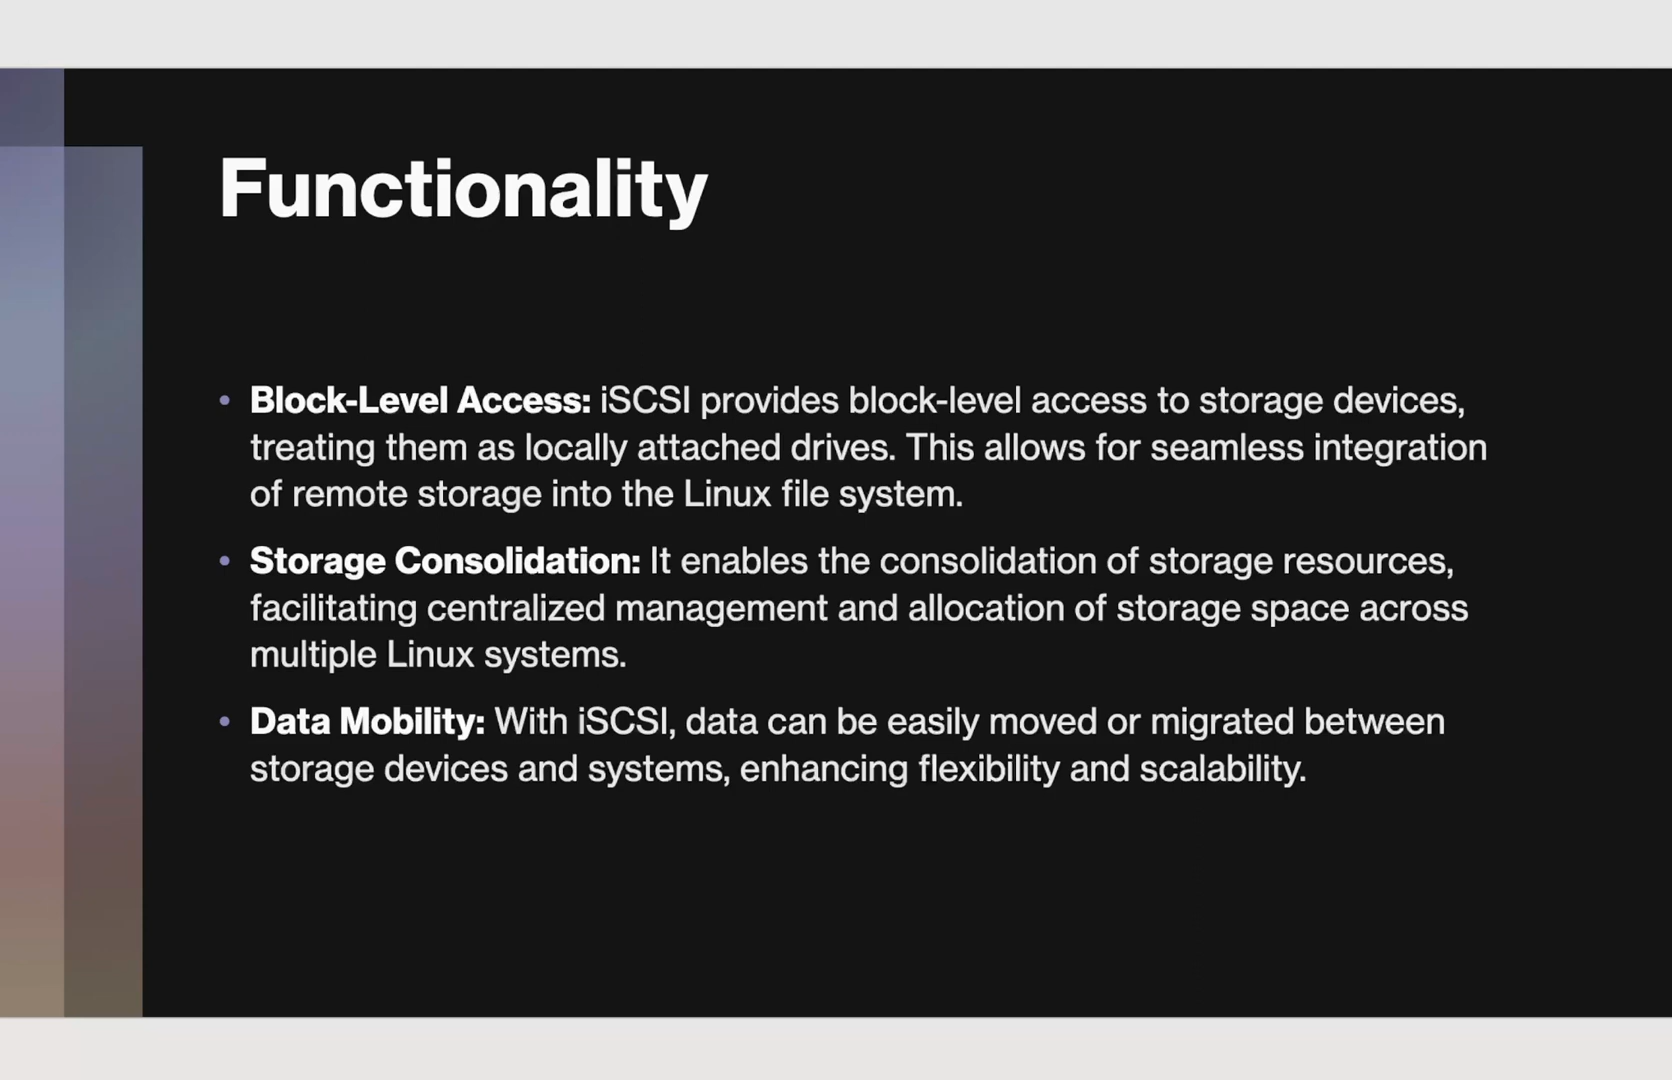 Functionality
• Block-Level Access: iSCSI provides block-level access to storage devices,
treating them as locally attached drives. This allows for seamless integration
of remote storage into the Linux file system.
• Storage Consolidation: It enables the consolidation of storage resources,
facilitating centralized management and allocation of storage space across
multiple Linux systems.
• Data Mobility: With iSCSI, data can be easily moved or migrated between
storage devices and systems, enhancing flexibility and scalability.